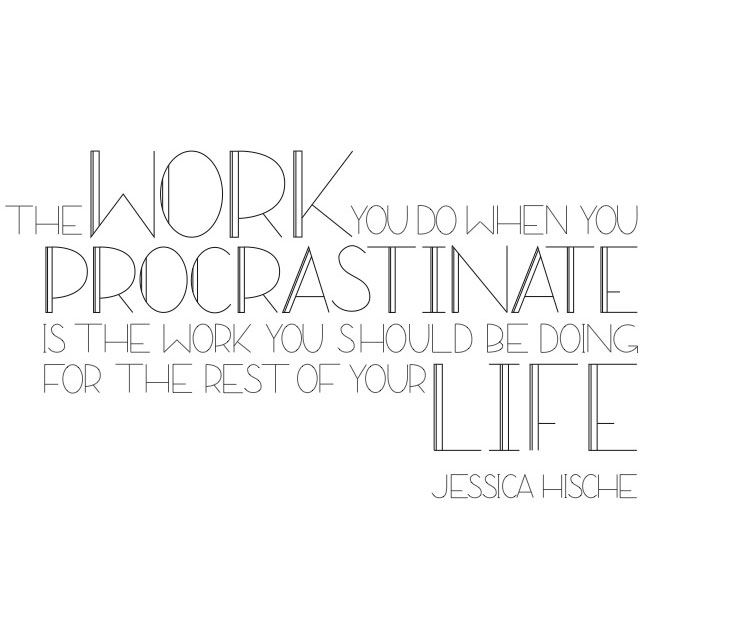 THE WORK YOU DO WHEN YOU
PROCRASTINATE
IS THE WORK YOU SHOULD BE DOING
FOR THE REST OF YOUR LIFE
JESSICA HISCHE